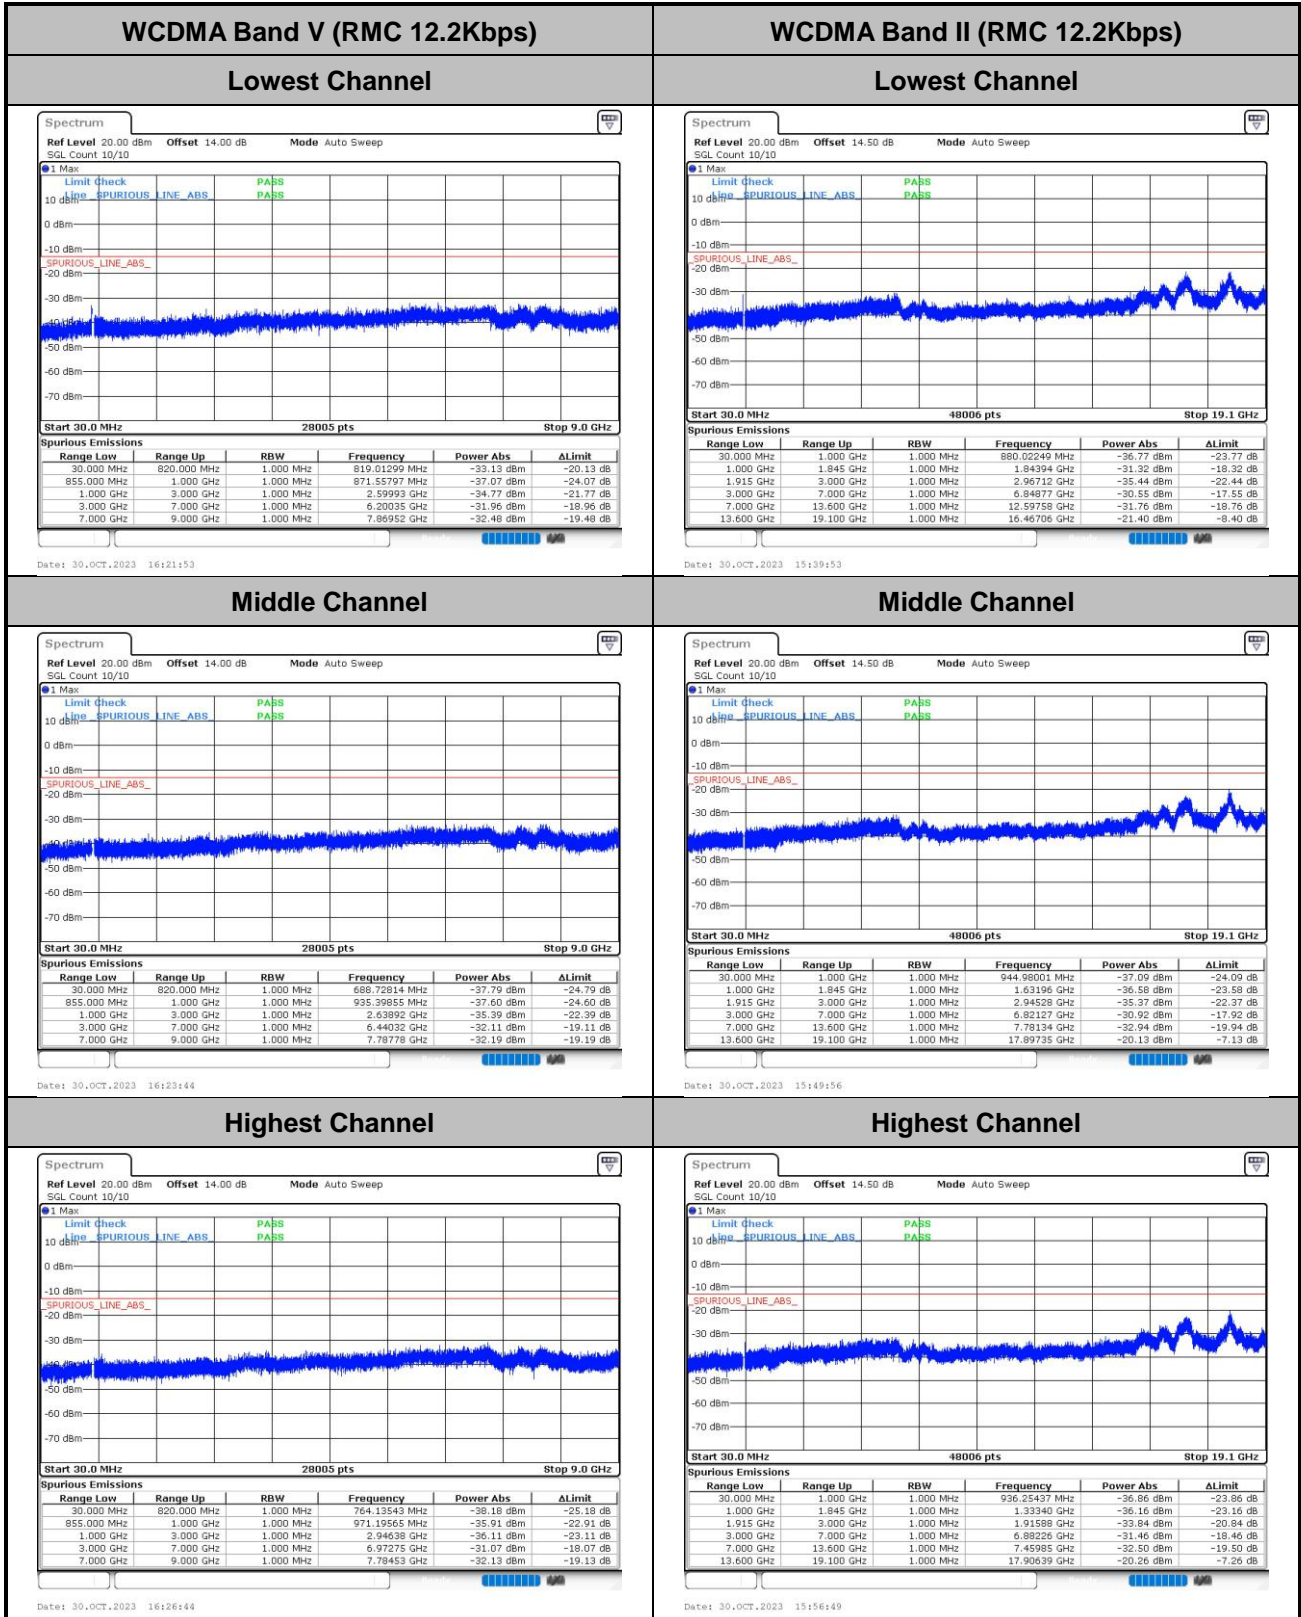 WCDMA Band V (RMC 12.2Kbps) WCDMA Band II (RMC 12.2Kbps)
Lowest Channel Lowest Channel
Spectrum
Ref Level 20.00 dBm Offset 14.00 dB Mode Auto Sweep
SGL Count 10/10
1 Max
Limit Check PASS
Line _SPURIOUS_LINE_ABS_ PASS
10 dBm
0 dBm
-10 dBm
_SPURIOUS_LINE_ABS_
-20 dBm
-30 dBm
-40 dBm
-50 dBm
-60 dBm
-70 dBm
Start 30.0 MHz 28005 pts Stop 9.0 GHz
Spurious Emissions
Range Low Range Up RBW Frequency Power Abs ΔLimit
30.000 MHz 820.000 MHz 1.000 MHz 819.01299 MHz -33.13 dBm -20.13 dB
855.000 MHz 1.000 GHz 1.000 MHz 871.55797 MHz -37.07 dBm -24.07 dB
1.000 GHz 3.000 GHz 1.000 MHz 2.59993 GHz -34.77 dBm -21.77 dB
3.000 GHz 7.000 GHz 1.000 MHz 6.20035 GHz -31.96 dBm -18.96 dB
7.000 GHz 9.000 GHz 1.000 MHz 7.86952 GHz -32.48 dBm -19.48 dB
Date: 30.OCT.2023 16:21:53
Spectrum
Ref Level 20.00 dBm Offset 14.50 dB Mode Auto Sweep
SGL Count 10/10
1 Max
Limit Check PASS
Line _SPURIOUS_LINE_ABS_ PASS
10 dBm
0 dBm
-10 dBm
_SPURIOUS_LINE_ABS_
-20 dBm
-30 dBm
-50 dBm
-60 dBm
-70 dBm
Start 30.0 MHz 48006 pts Stop 19.1 GHz
Spurious Emissions
Range Low Range Up RBW Frequency Power Abs ΔLimit
30.000 MHz 1.000 GHz 1.000 MHz 880.02249 MHz -36.77 dBm -23.77 dB
1.000 GHz 1.845 GHz 1.000 MHz 1.84394 GHz -31.32 dBm -18.32 dB
1.915 GHz 3.000 GHz 1.000 MHz 2.96712 GHz -35.44 dBm -22.44 dB
3.000 GHz 7.000 GHz 1.000 MHz 6.84877 GHz -30.55 dBm -17.55 dB
7.000 GHz 13.600 GHz 1.000 MHz 12.59758 GHz -31.76 dBm -18.76 dB
13.600 GHz 19.100 GHz 1.000 MHz 16.46706 GHz -21.40 dBm -8.40 dB
Date: 30.OCT.2023 15:39:53
Middle Channel Middle Channel
Spectrum
Ref Level 20.00 dBm Offset 14.00 dB Mode Auto Sweep
SGL Count 10/10
1 Max
Limit Check PASS
Line _SPURIOUS_LINE_ABS_ PASS
10 dBm
0 dBm
-10 dBm
_SPURIOUS_LINE_ABS_
-20 dBm
-30 dBm
-40 dBm
-50 dBm
-60 dBm
-70 dBm
Start 30.0 MHz 28005 pts Stop 9.0 GHz
Spurious Emissions
Range Low Range Up RBW Frequency Power Abs ΔLimit
30.000 MHz 820.000 MHz 1.000 MHz 688.72814 MHz -37.79 dBm -24.79 dB
855.000 MHz 1.000 GHz 1.000 MHz 935.39855 MHz -37.60 dBm -24.60 dB
1.000 GHz 3.000 GHz 1.000 MHz 2.63892 GHz -35.39 dBm -22.39 dB
3.000 GHz 7.000 GHz 1.000 MHz 6.44032 GHz -32.11 dBm -19.11 dB
7.000 GHz 9.000 GHz 1.000 MHz 7.78778 GHz -32.19 dBm -19.19 dB
Date: 30.OCT.2023 16:23:44
Spectrum
Ref Level 20.00 dBm Offset 14.50 dB Mode Auto Sweep
SGL Count 10/10
1 Max
Limit Check PASS
Line _SPURIOUS_LINE_ABS_ PASS
10 dBm
0 dBm
-10 dBm
_SPURIOUS_LINE_ABS_
-20 dBm
-30 dBm
-50 dBm
-60 dBm
-70 dBm
Start 30.0 MHz 48006 pts Stop 19.1 GHz
Spurious Emissions
Range Low Range Up RBW Frequency Power Abs ΔLimit
30.000 MHz 1.000 GHz 1.000 MHz 944.98001 MHz -37.09 dBm -24.09 dB
1.000 GHz 1.845 GHz 1.000 MHz 1.63196 GHz -36.58 dBm -23.58 dB
1.915 GHz 3.000 GHz 1.000 MHz 2.94528 GHz -35.37 dBm -22.37 dB
3.000 GHz 7.000 GHz 1.000 MHz 6.82127 GHz -30.92 dBm -17.92 dB
7.000 GHz 13.600 GHz 1.000 MHz 7.78134 GHz -32.94 dBm -19.94 dB
13.600 GHz 19.100 GHz 1.000 MHz 17.89735 GHz -20.13 dBm -7.13 dB
Date: 30.OCT.2023 15:49:56
Highest Channel Highest Channel
Spectrum
Ref Level 20.00 dBm Offset 14.00 dB Mode Auto Sweep
SGL Count 10/10
1 Max
Limit Check PASS
Line _SPURIOUS_LINE_ABS_ PASS
10 dBm
0 dBm
-10 dBm
_SPURIOUS_LINE_ABS_
-20 dBm
-30 dBm
-40 dBm
-50 dBm
-60 dBm
-70 dBm
Start 30.0 MHz 28005 pts Stop 9.0 GHz
Spurious Emissions
Range Low Range Up RBW Frequency Power Abs ΔLimit
30.000 MHz 820.000 MHz 1.000 MHz 764.13543 MHz -38.18 dBm -25.18 dB
855.000 MHz 1.000 GHz 1.000 MHz 971.19565 MHz -35.91 dBm -22.91 dB
1.000 GHz 3.000 GHz 1.000 MHz 2.94638 GHz -36.11 dBm -23.11 dB
3.000 GHz 7.000 GHz 1.000 MHz 6.97275 GHz -31.07 dBm -18.07 dB
7.000 GHz 9.000 GHz 1.000 MHz 7.78453 GHz -32.13 dBm -19.13 dB
Date: 30.OCT.2023 16:26:44
Spectrum
Ref Level 20.00 dBm Offset 14.50 dB Mode Auto Sweep
SGL Count 10/10
1 Max
Limit Check PASS
Line _SPURIOUS_LINE_ABS_ PASS
10 dBm
0 dBm
-10 dBm
_SPURIOUS_LINE_ABS_
-20 dBm
-30 dBm
-50 dBm
-60 dBm
-70 dBm
Start 30.0 MHz 48006 pts Stop 19.1 GHz
Spurious Emissions
Range Low Range Up RBW Frequency Power Abs ΔLimit
30.000 MHz 1.000 GHz 1.000 MHz 936.25437 MHz -36.86 dBm -23.86 dB
1.000 GHz 1.845 GHz 1.000 MHz 1.33340 GHz -36.16 dBm -23.16 dB
1.915 GHz 3.000 GHz 1.000 MHz 1.91588 GHz -33.84 dBm -20.84 dB
3.000 GHz 7.000 GHz 1.000 MHz 6.88226 GHz -31.46 dBm -18.46 dB
7.000 GHz 13.600 GHz 1.000 MHz 7.45985 GHz -32.50 dBm -19.50 dB
13.600 GHz 19.100 GHz 1.000 MHz 17.90639 GHz -20.26 dBm -7.26 dB
Date: 30.OCT.2023 15:56:49